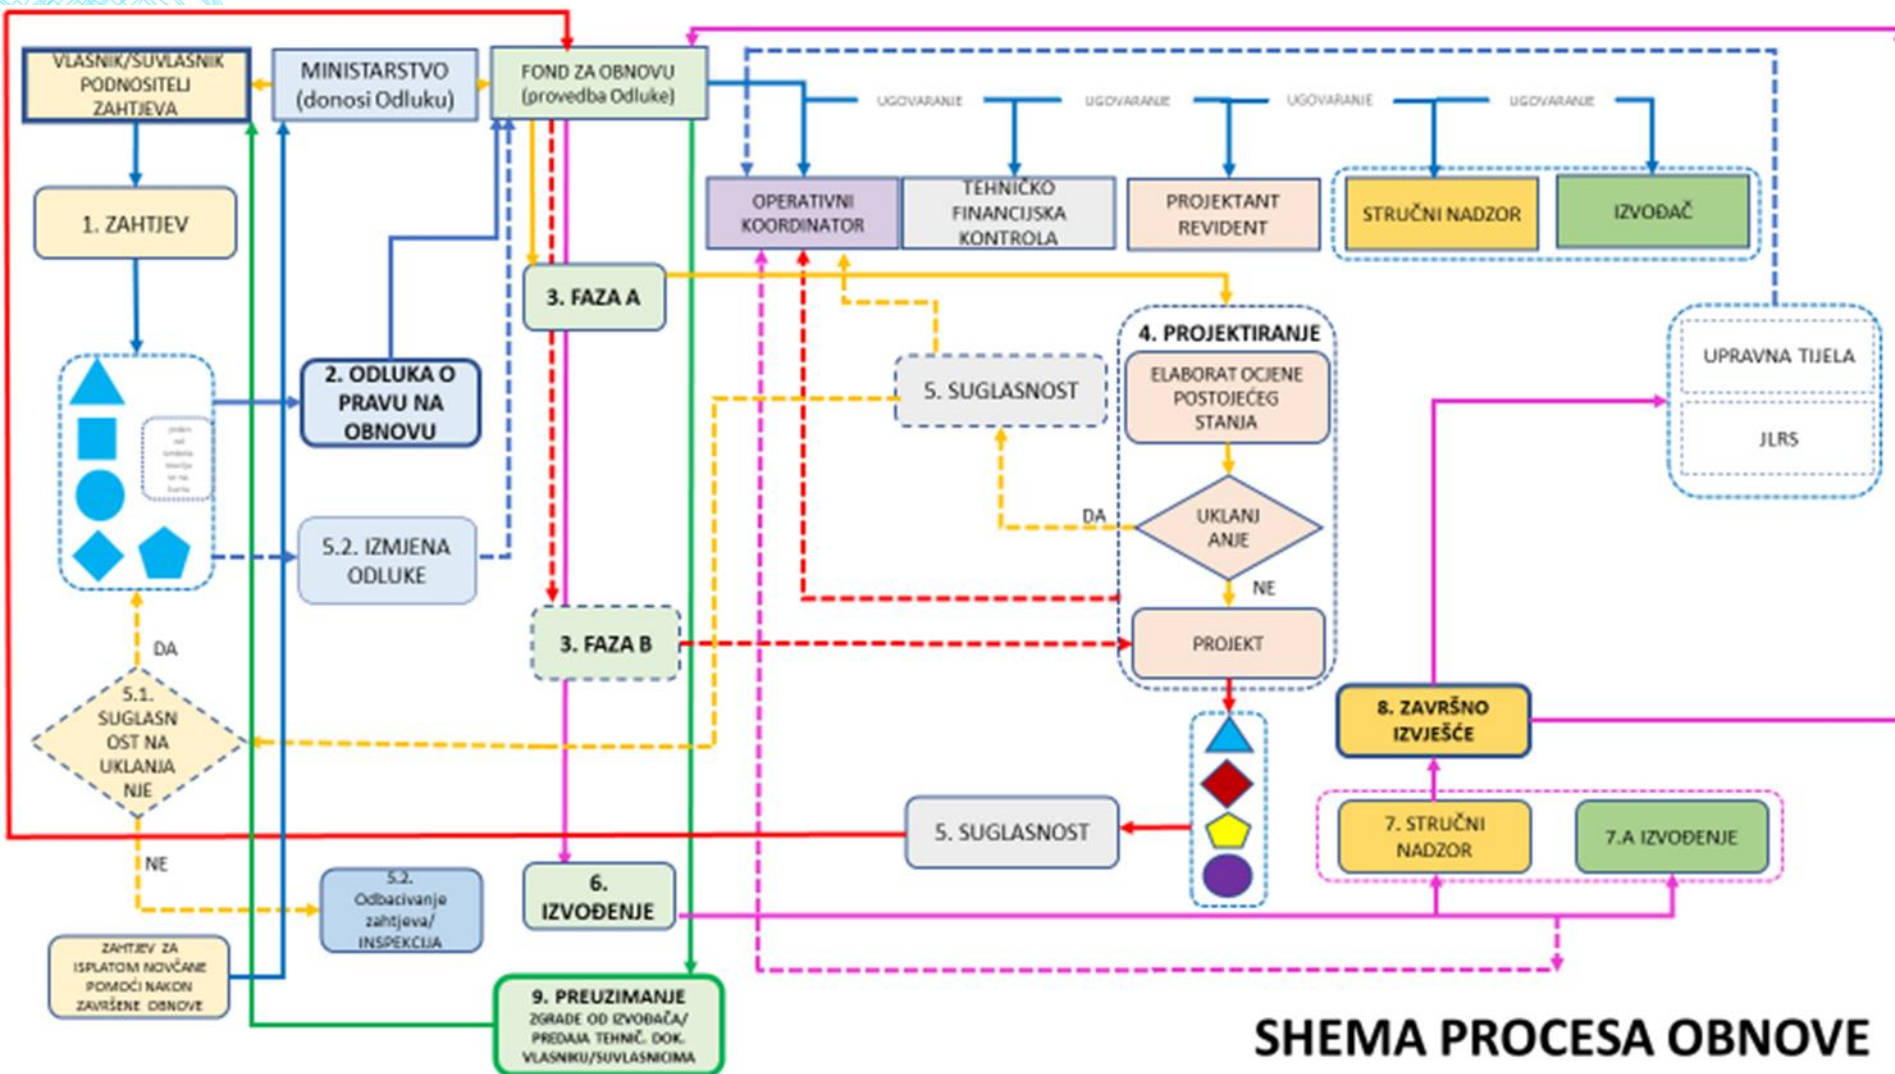 VLASNIK/SUVLASNIK
PODNOSITELJ
ZAHTJEVA
MINISTARSTVO
(donosi Odluku)
FOND ZA OBNOVU
(provedba Odluke)
UGOVARANJE
UGOVARANJE
UGOVARANJE
UGOVARANJE
OPERATIVNI
KOORDINATOR
TEHNIČKO
FINANCIJSKA
KONTROLA
PROJEKTANT
REVIDENT
STRUČNI NADZOR
IZVOĐAČ
1. ZAHTJEV
3. FAZA A
4. PROJEKTIRANJE
ELABORAT OCJENE
POSTOJEĆEG
STANJA
UPRAVNA TIJELA
JLRS
2. ODLUKA O
PRAVU NA
OBNOVU
5. SUGLASNOST
DA
UKLANJ
ANJE
NE
5.2. IZMJENA
ODLUKE
3. FAZA B
PROJEKT
DA
5.1.
SUGLASN
OST NA
UKLANJA
NJE
NE
8. ZAVRŠNO
IZVJEŠĆE
5. SUGLASNOST
7. STRUČNI
NADZOR
7.A IZVOĐENJE
5.2.
Odbacivanje
zahtjeva/
INSPEKCIJA
6.
IZVOĐENJE
ZAHTJEV ZA
ISPLATOM NOVČANE
POMOĆI NAKON
ZAVRŠENE OBNOVE
9. PREUZIMANJE
ZGRADE OD IZVOĐAČA/
PREDAJA TEHNIČ. DOK.
VLASNIKU/SUVLASNICIMA
SHEMA PROCESA OBNOVE